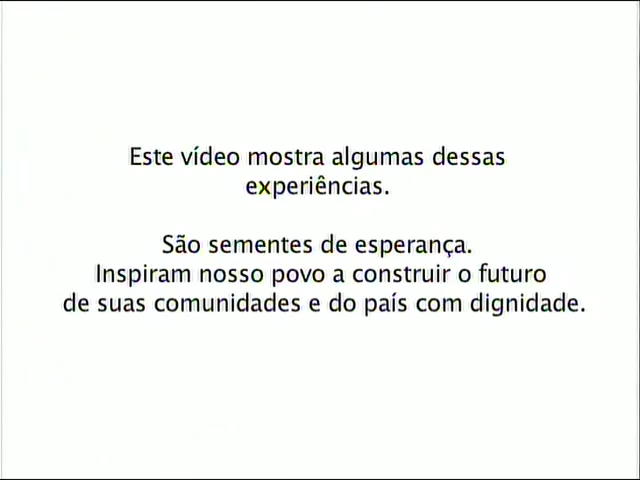 Este vídeo mostra algumas dessas
experiências.
São sementes de esperança.
Inspiram nosso povo a construir o futuro
de suas comunidades e do país com dignidade.